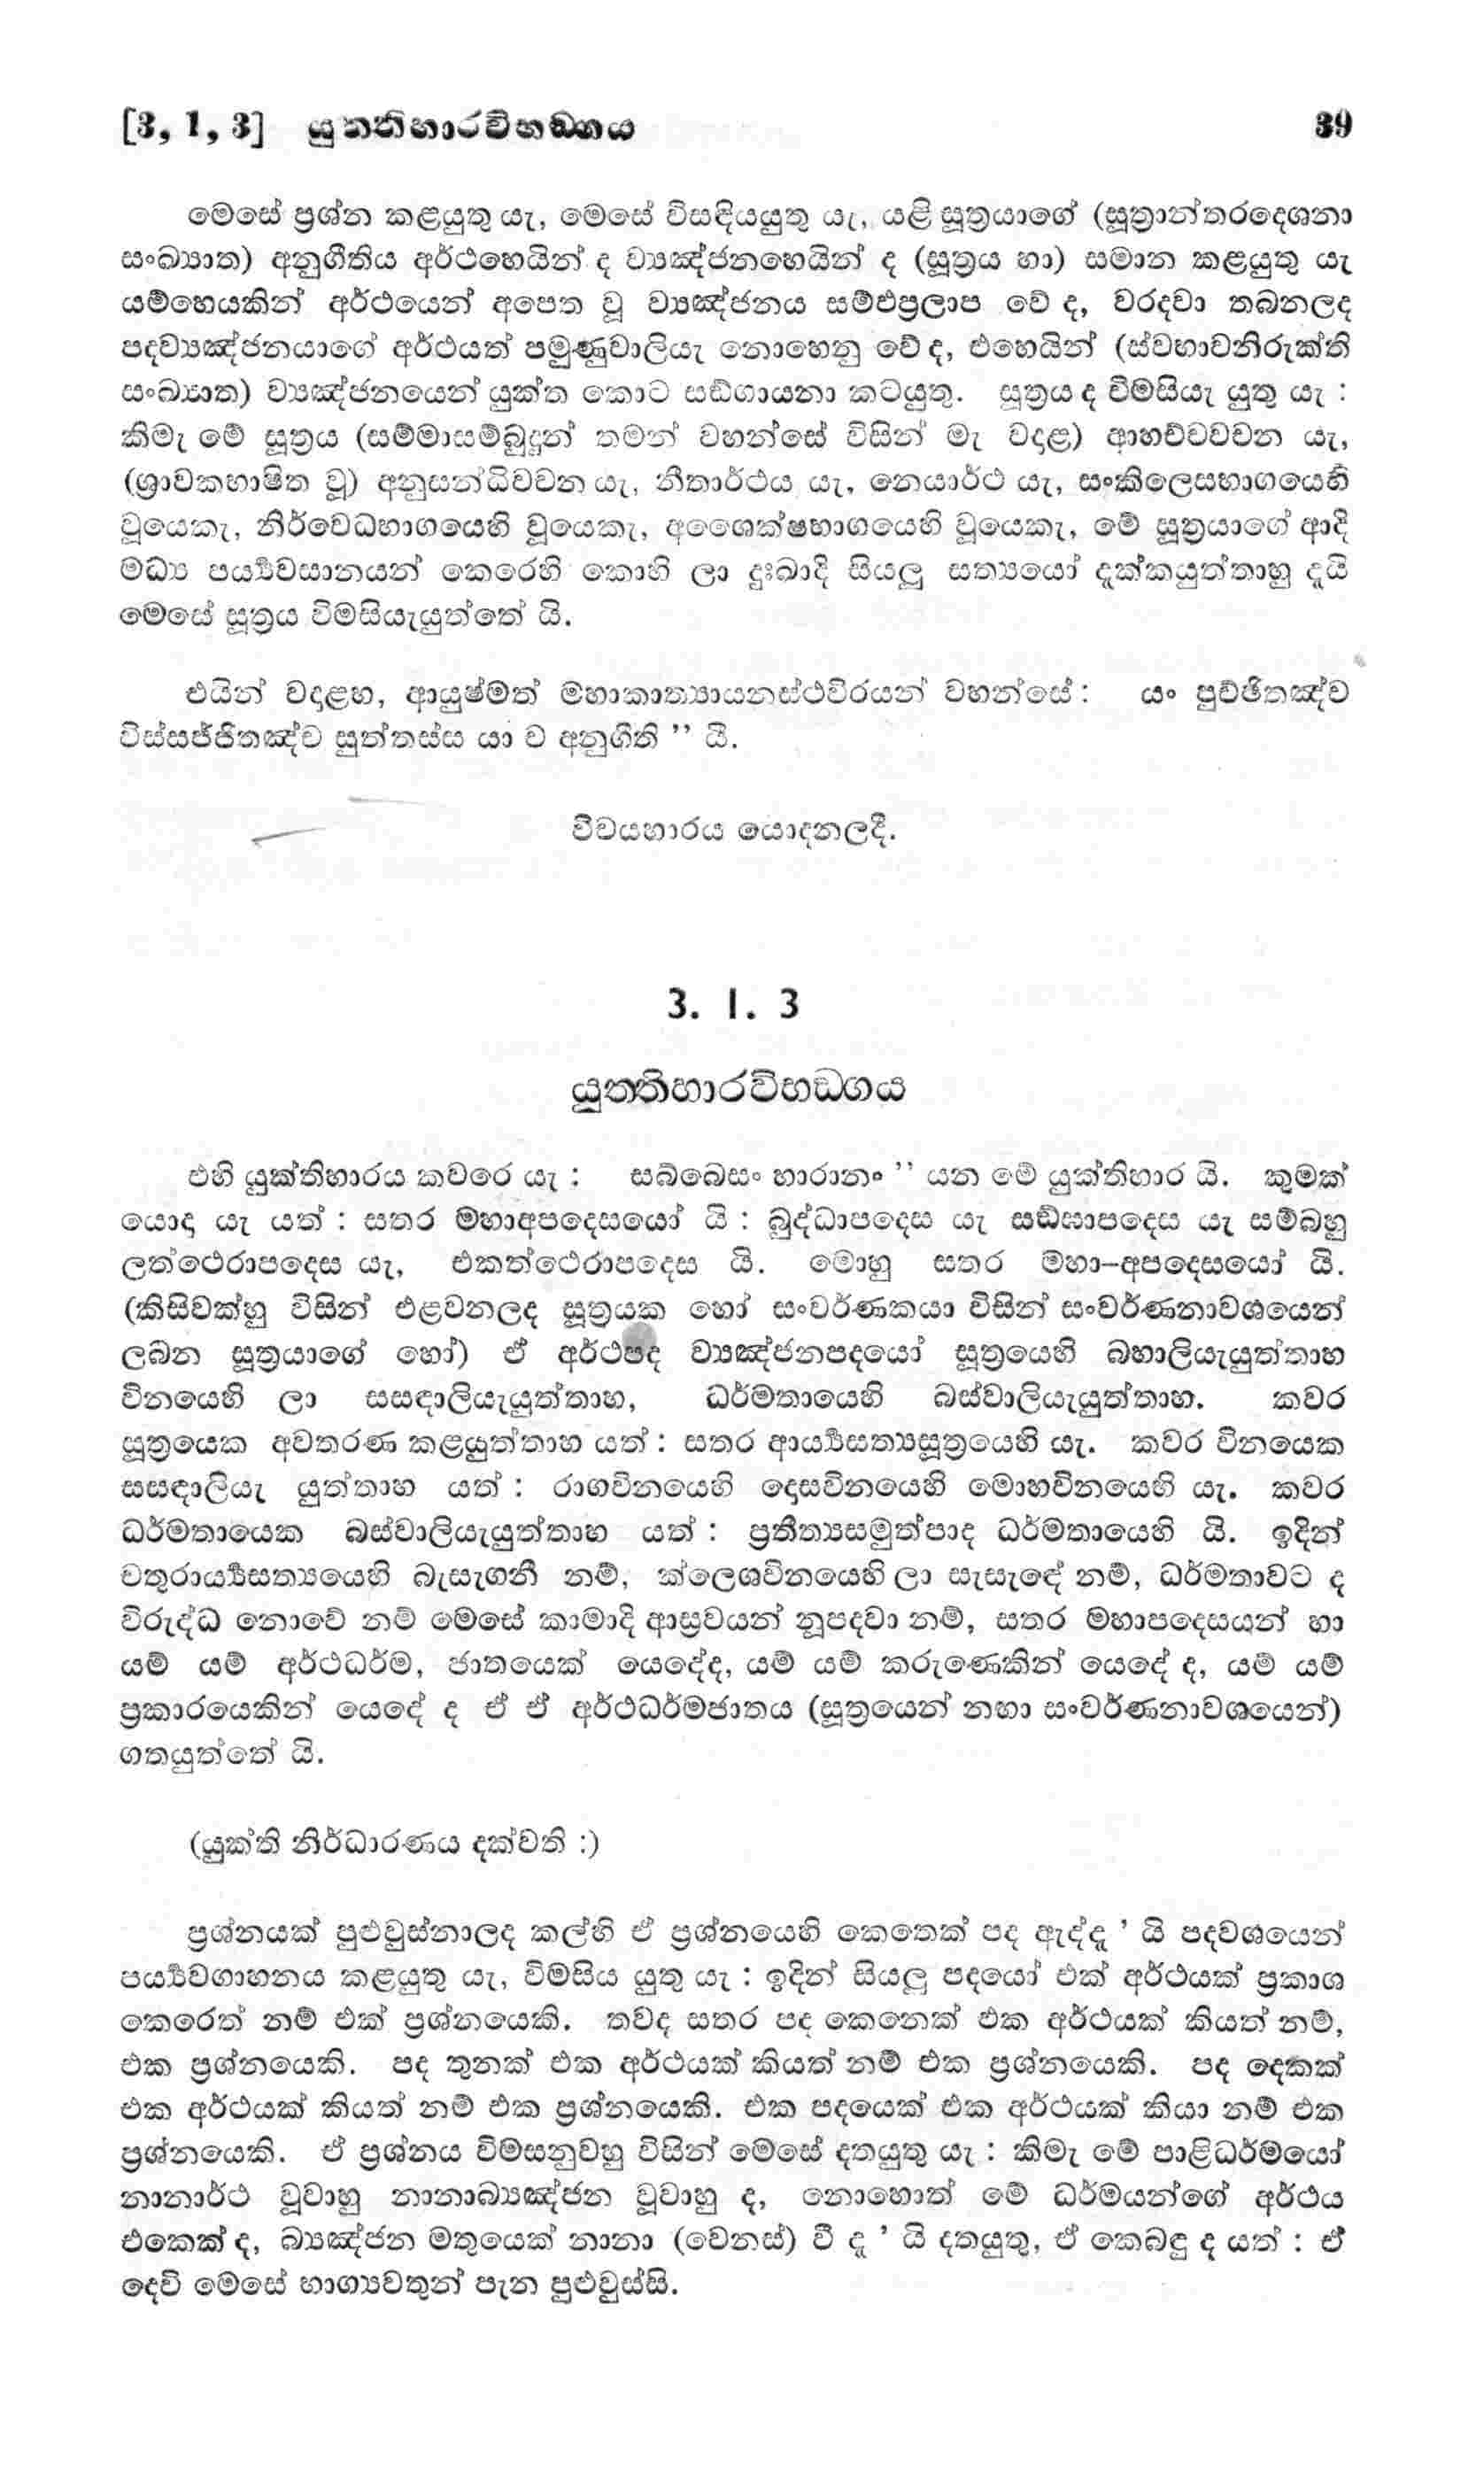 [3, 1, 3] යුත්තිහාරවිභඞ්ගය 39
මෙසේ ප්‍රශ්න කළයුතු යැ, මෙසේ විසඳියයුතු යැ, යළි සූත්‍රයාගේ (සූත්‍රාන්තරදෙශනා
සංඛ්‍යාත) අනුගීතිය අර්ථහෙයින් ද ව්‍යඤ්ජනහෙයින් ද (සූත්‍රය හා) සමාන කළයුතු යැ
යම්හෙයකින් අර්ථයෙන් අපෙත වූ ව්‍යඤ්ජනය සම්ඵප්‍රලාප වේ ද, වරදවා තබනලද
පදව්‍යඤ්ජනයාගේ අර්ථයත් පමුණුවාලියැ නොහෙනු වේ ද, එහෙයින් (ස්වභාවනිරුක්ති
සංඛ්‍යාත) ව්‍යඤ්ජනයෙන් යුක්ත කොට සඞ්ගායනා කටයුතු. සූත්‍රය ද විමසියැ යුතු යැ :
කිමැ මේ සූත්‍රය (සම්මාසම්බුදුන් තමන් වහන්සේ විසින් මැ වදාළ) ආහච්චවචන යැ,
(ශ්‍රාවකභාෂිත වූ) අනුසන්ධිවචන යැ, නීතාර්ථය යැ, නෙයාර්ථ යැ, සංකිලෙසභාගයෙහි
වූයෙකැ, නිර්වෙධභාගයෙහි වූයෙකැ, අශෛක්ෂභාගයෙහි වූයෙකැ, මේ සූත්‍රයාගේ ආදි
මධ්‍ය පර්‍ය්‍යවසානයන් කෙරෙහි කොහි ලා දුඃඛාදි සියලු සත්‍යයෝ දැක්කයුත්තාහු දැයි
මෙසේ සූත්‍රය විමසියැයුත්තේ යි.
එයින් වදාළහ, ආයුෂ්මත් මහාකාත්‍යායනස්ථවිරයන් වහන්සේ : යං පුච්ඡිතඤ්ච
විස්සජ්ජිතඤ්ච සුත්තස්ස යා ච අනුගීති ’’ යි.
විචයහාරය යොදනලදී.
3. 1. 3
යුත්තිහාරවිභඞ්ගය
එහි යුක්තිහාරය කවරෙ යැ : සබ්බෙසං හාරානං ’’ යන මේ යුක්තිහාර යි. කුමක්
යොදා යැ යත් : සතර මහාඅපදෙසයෝ යි : බුද්ධාපදෙස යැ සඞ්ඝාපදෙස යැ සම්බහු
ලත්ථෙරාපදෙස යැ, එකත්ථෙරාපදෙස යි. මොහු සතර මහා-අපදෙසයෝ යි.
(කිසිවක්හු විසින් එළවනලද සූත්‍රයක හෝ සංවර්ණකයා විසින් සංවර්ණනාවශයෙන්
ලබන සූත්‍රයාගේ හෝ) ඒ අර්ථපද ව්‍යඤ්ජනපදයෝ සූත්‍රයෙහි බහාලියැයුත්තාහ
විනයෙහි ලා සසඳාලියැයුත්තාහ, ධර්මතායෙහි බස්වාලියැයුත්තාහ. කවර
සූත්‍රයෙක අවතරණ කළයුත්තාහ යත් : සතර ආර්‍ය්‍යසත්‍යසූත්‍රයෙහි යැ. කවර විනයෙක
සසඳාලියැ යුත්තාහ යත් : රාගවිනයෙහි දොසවිනයෙහි මොහවිනයෙහි යැ. කවර
ධර්මතායෙක බස්වාලියැයුත්තාහ යත් : ප්‍රතීත්‍යසමුත්පාද ධර්මතායෙහි යි. ඉදින්
චතුරාර්‍ය්‍යසත්‍යයෙහි බැසැගනී නම්, ක්ලෙශවිනයෙහි ලා සැසැඳේ නම්, ධර්මතාවට ද
විරුද්ධ නොවේ නම් මෙසේ කාමාදි ආස්‍රවයන් නූපදවා නම්, සතර මහාපදෙසයන් හා
යම් යම් අර්ථධර්ම, ජාතයෙක් යෙදේද, යම් යම් කරුණෙකින් යෙදේ ද, යම් යම්
ප්‍රකාරයෙකින් යෙදේ ද ඒ ඒ අර්ථධර්මජාතය (සූත්‍රයෙන් නඟා සංවර්ණනාවශයෙන්)
ගතයුත්තේ යි.
(යුක්ති නිර්ධාරණය දක්වති :)
ප්‍රශ්නයක් පුළුවුස්නාලද කල්හි ඒ ප්‍රශ්නයෙහි කෙතෙක් පද ඇද්දැ ’ යි පදවශයෙන්
පර්‍ය්‍යවගාහනය කළයුතු යැ, විමසිය යුතු යැ : ඉදින් සියලු පදයෝ එක් අර්ථයක් ප්‍රකාශ
කෙරෙත් නම් එක් ප්‍රශ්නයෙකි. තවද සතර පද කෙනෙක් එක අර්ථයක් කියත් නම්,
එක ප්‍රශ්නයෙකි. පද තුනක් එක අර්ථයක් කියත් නම් එක ප්‍රශ්නයෙකි. පද දෙකක්
එක අර්ථයක් කියත් නම් එක ප්‍රශ්නයෙකි. එක පදයෙක් එක අර්ථයක් කියා නම් එක
ප්‍රශ්නයෙකි. ඒ ප්‍රශ්නය විමසනුවහු විසින් මෙසේ දතයුතු යැ : කිමැ මේ පාළිධර්මයෝ
නානාර්ථ වූවාහු නානාබ්‍යඤ්ජන වූවාහු ද, නොහොත් මේ ධර්මයන්ගේ අර්ථය
එකෙක් ද, බ්‍යඤ්ජන මතුයෙක් නානා (වෙනස්) වී දැ ’ යි දතයුතු, ඒ කෙබඳු ද යත් : ඒ
දෙවි මෙසේ භාග්‍යවතුන් පැන පුළුවුස්සි.